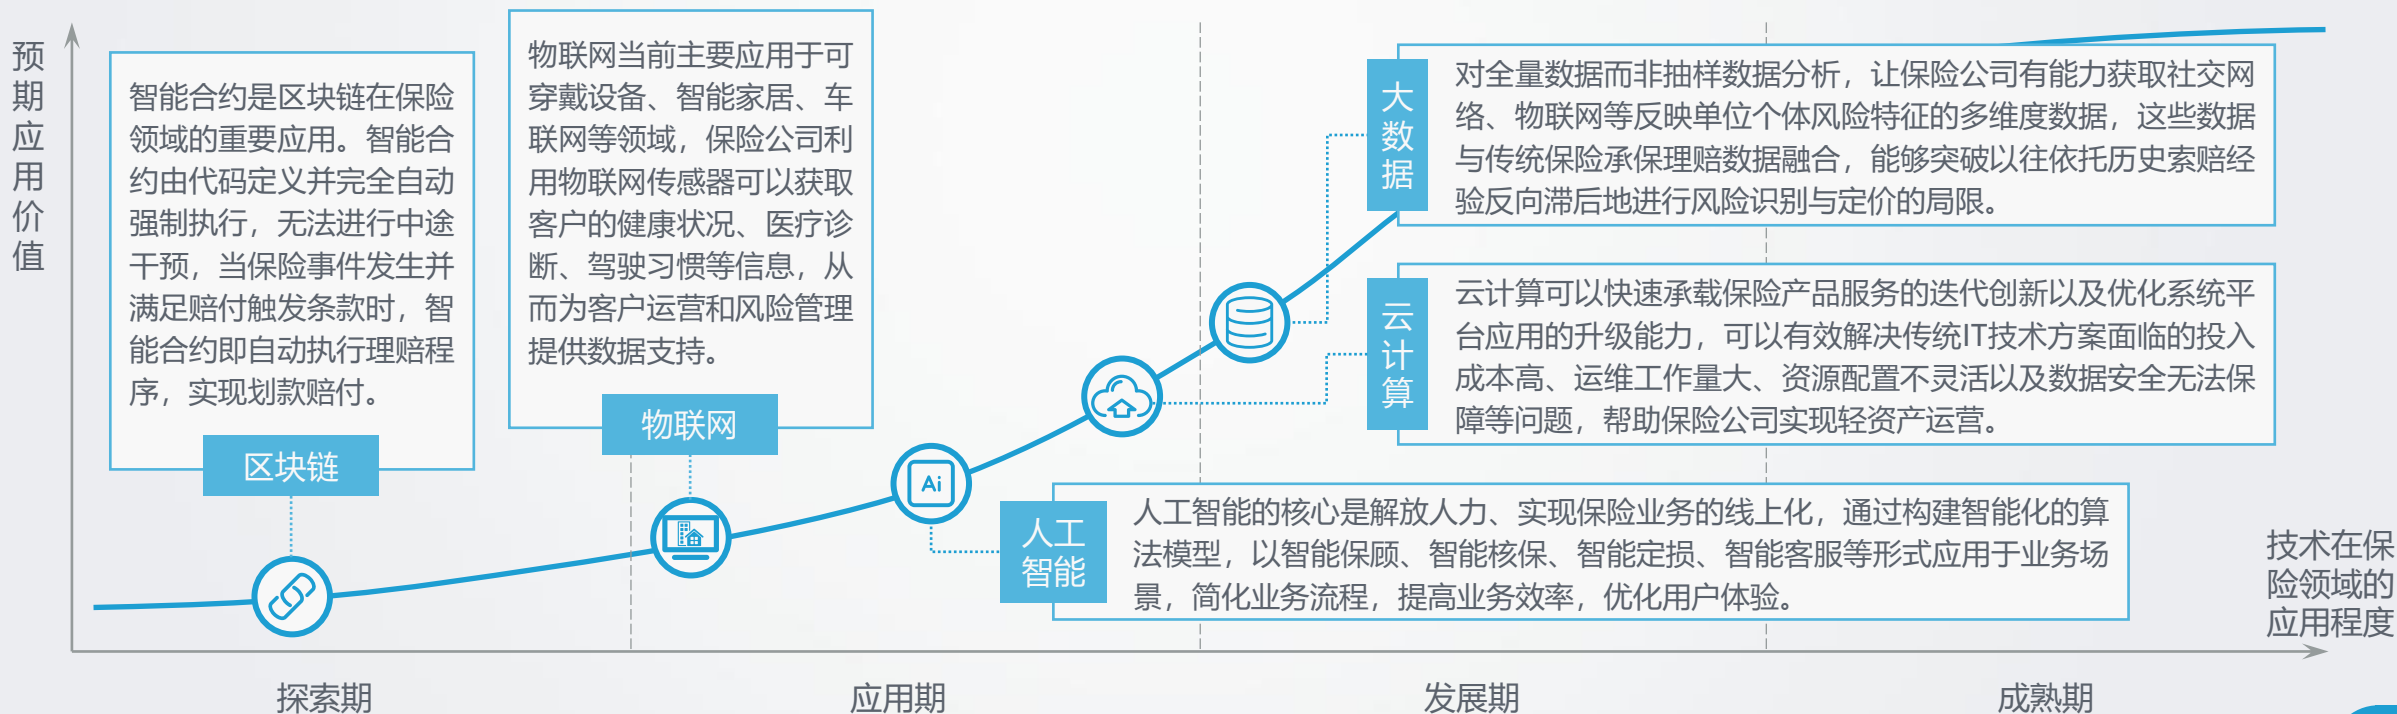 预期应用价值
智能合约是区块链在保险
领域的重要应用。智能合
约由代码定义并完全自动
强制执行，无法进行中途
干预，当保险事件发生并
满足赔付触发条款时，智
能合约即自动执行理赔程
序，实现划款赔付。
区块链
物联网当前主要应用于可
穿戴设备、智能家居、车
联网等领域，保险公司利
用物联网传感器可以获取
客户的健康状况、医疗诊
断、驾驶习惯等信息，从
而为客户运营和风险管理
提供数据支持。
物联网
大数据
对全量数据而非抽样数据分析，让保险公司有能力获取社交网
络、物联网等反映单位个体风险特征的多维度数据，这些数据
与传统保险承保理赔数据融合，能够突破以往依托历史索赔经
验反向滞后地进行风险识别与定价的局限。
云计算
云计算可以快速承载保险产品服务的迭代创新以及优化系统平
台应用的升级能力，可以有效解决传统IT技术方案面临的投入
成本高、运维工作量大、资源配置不灵活以及数据安全无法保
障等问题，帮助保险公司实现轻资产运营。
Ai
人工
智能
人工智能的核心是解放人力、实现保险业务的线上化，通过构建智能化的算
法模型，以智能保顾、智能核保、智能定损、智能客服等形式应用于业务场
景，简化业务流程，提高业务效率，优化用户体验。
技术在保
险领域的
应用程度
探索期
应用期
发展期
成熟期